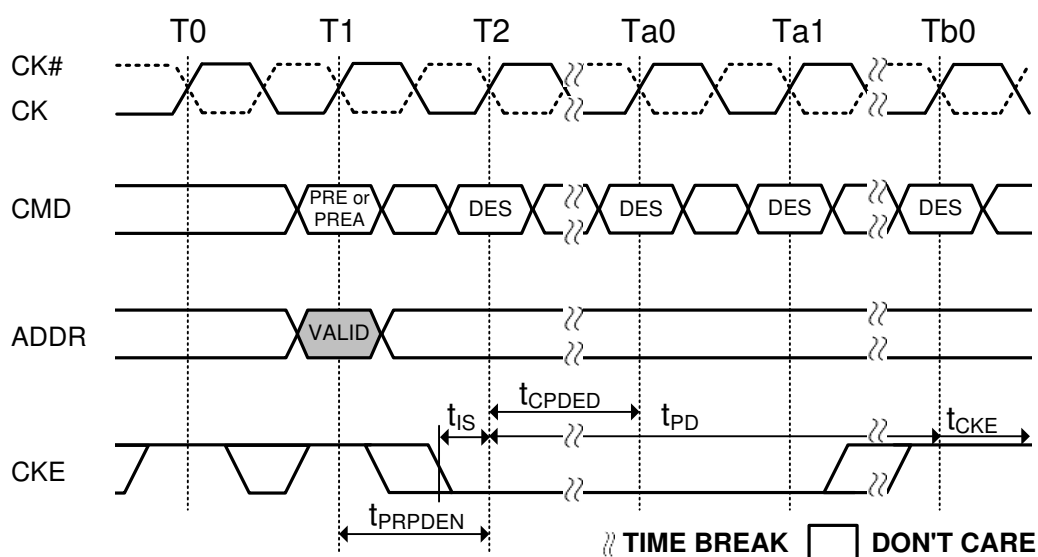 T0 T1 T2 Ta0 Ta1 Tb0
CK#
CK
CMD
PRE or
PREA
DES DES DES DES
ADDR
VALID
tCPDED
tIS
tPD
tCKE
CKE
tPRPDEN
TIME BREAK
DON'T CARE